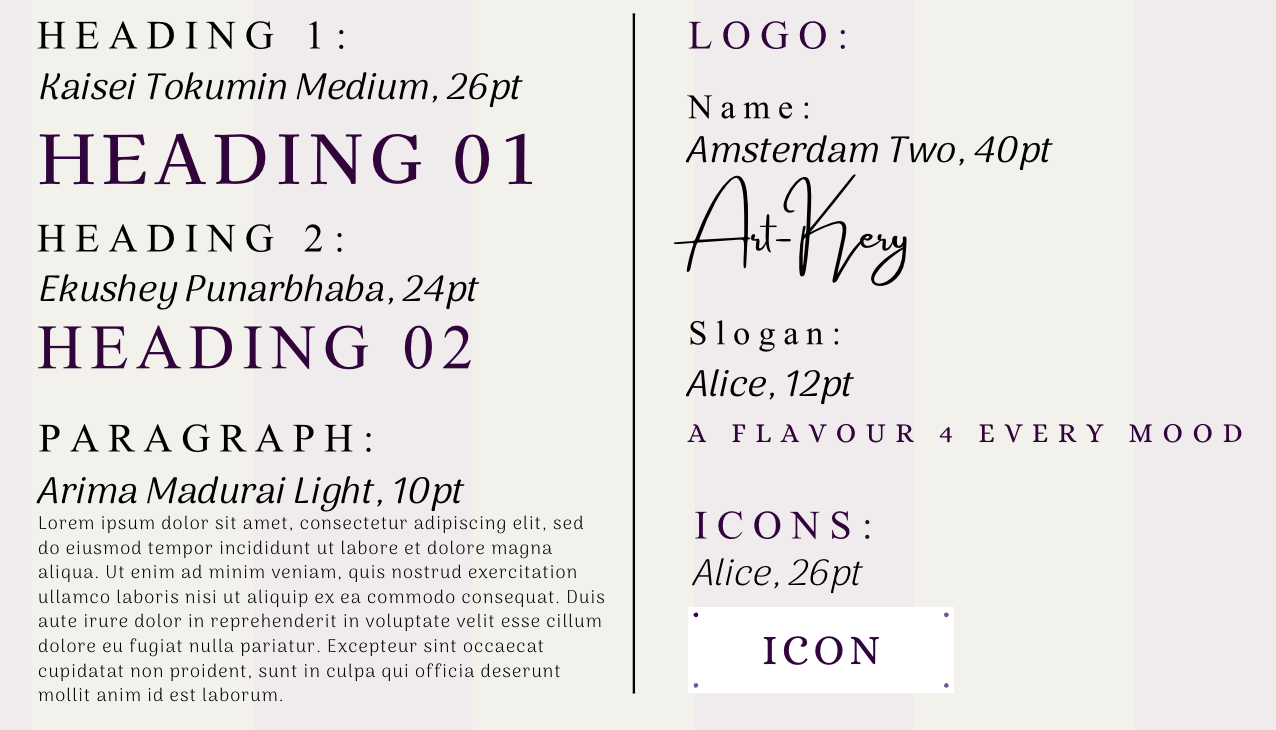 HEADING 1:
Kaisei Tokumin Medium, 26pt
HEADING 01
HEADING 2:
Ekushey Punarbhaba, 24pt
HEADING 02
PARAGRAPH:
Arima Madurai Light, 10pt
Lorem ipsum dolor sit amet, consectetur adipiscing elit, sed
do eiusmod tempor incididunt ut labore et dolore magna
aliqua. Ut enim ad minim veniam, quis nostrud exercitation
ullamco laboris nisi ut aliquip ex ea commodo consequat. Duis
aute irure dolor in reprehenderit in voluptate velit esse cillum
dolore eu fugiat nulla pariatur. Excepteur sint occaecat
cupidatat non proident, sunt in culpa qui officia deserunt
mollit anim id est laborum.
LOGO:
Name:
Amsterdam Two, 40pt
Art-Kery
Slogan:
Alice, 12pt
A FLAVOUR 4 EVERY MOOD
ICONS:
Alice, 26pt
ICON